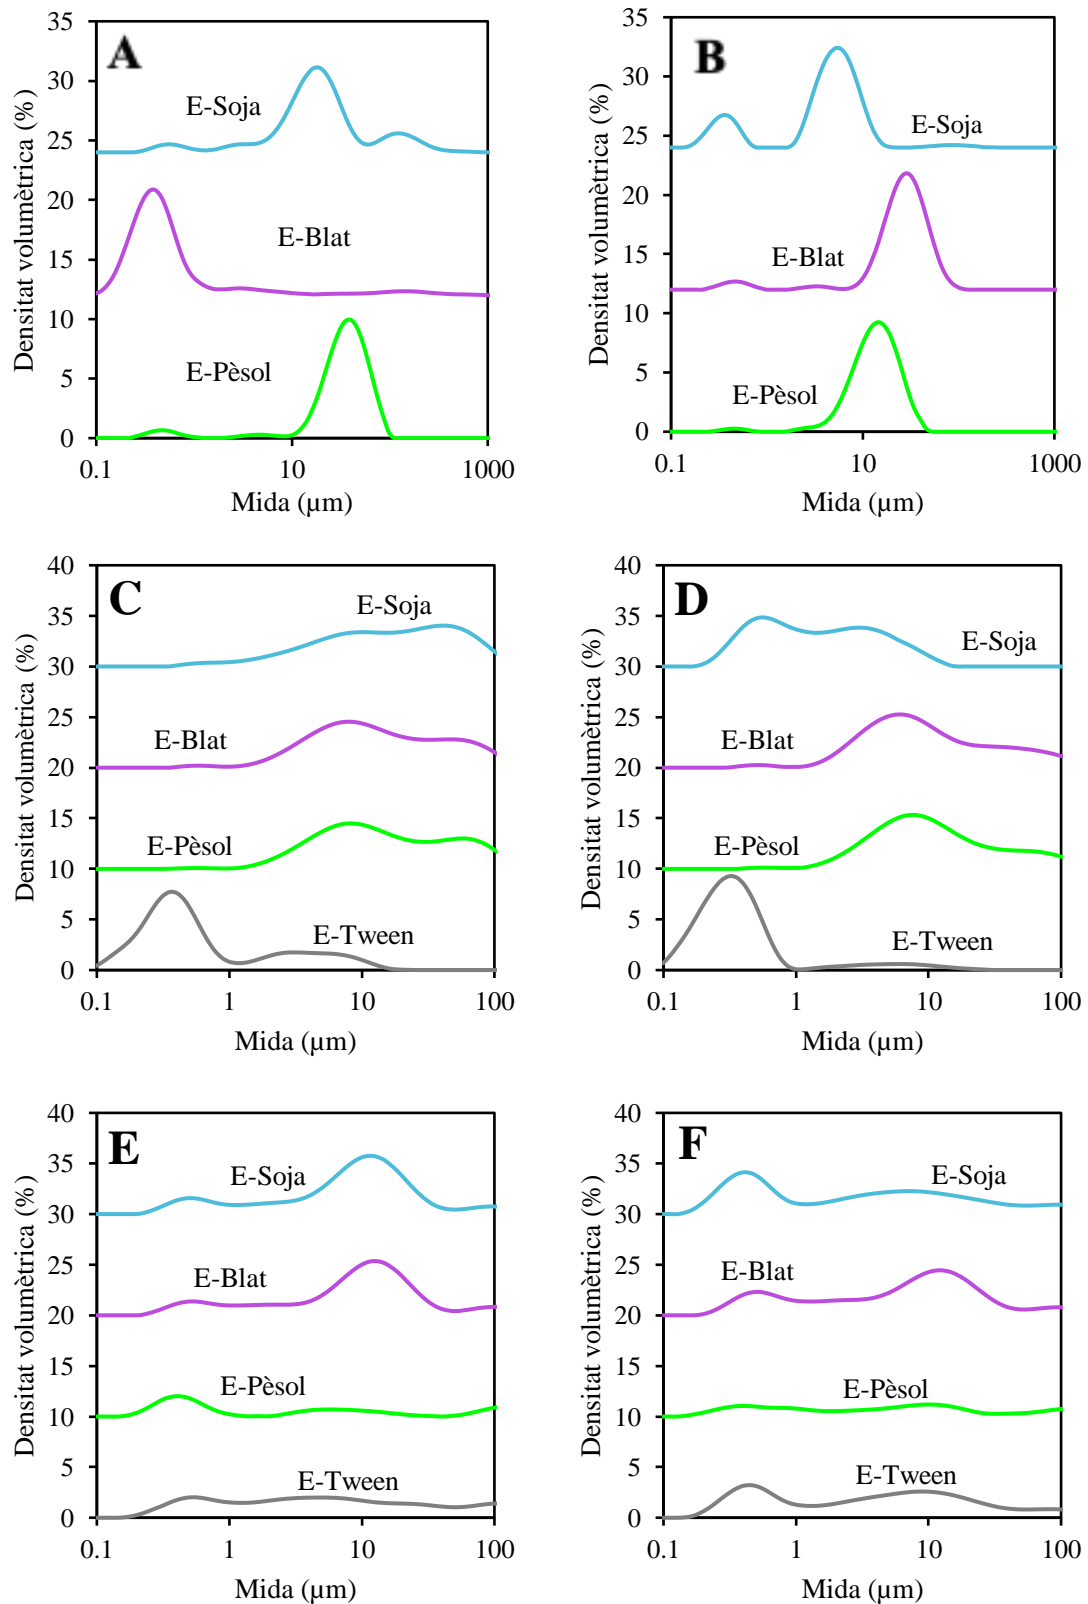 A
Densitat volumètrica (%)
35
30
25
20
15
10
5
0
E-Soja
E-Blat
E-Pèsol
0.1
10
1000
Mida (µm)
B
Densitat volumètrica (%)
35
30
25
20
15
10
5
0
E-Soja
E-Blat
E-Pèsol
0.1
10
1000
Mida (µm)
C
Densitat volumètrica (%)
40
35
30
25
20
15
10
5
0
E-Soja
E-Blat
E-Pèsol
E-Tween
0.1
1
10
100
Mida (µm)
D
Densitat volumètrica (%)
40
35
30
25
20
15
10
5
0
E-Soja
E-Blat
E-Pèsol
E-Tween
0.1
1
10
100
Mida (µm)
E
Densitat volumètrica (%)
40
35
30
25
20
15
10
5
0
E-Soja
E-Blat
E-Pèsol
E-Tween
0.1
1
10
100
Mida (µm)
F
Densitat volumètrica (%)
40
35
30
25
20
15
10
5
0
E-Soja
E-Blat
E-Pèsol
E-Tween
0.1
1
10
100
Mida (µm)